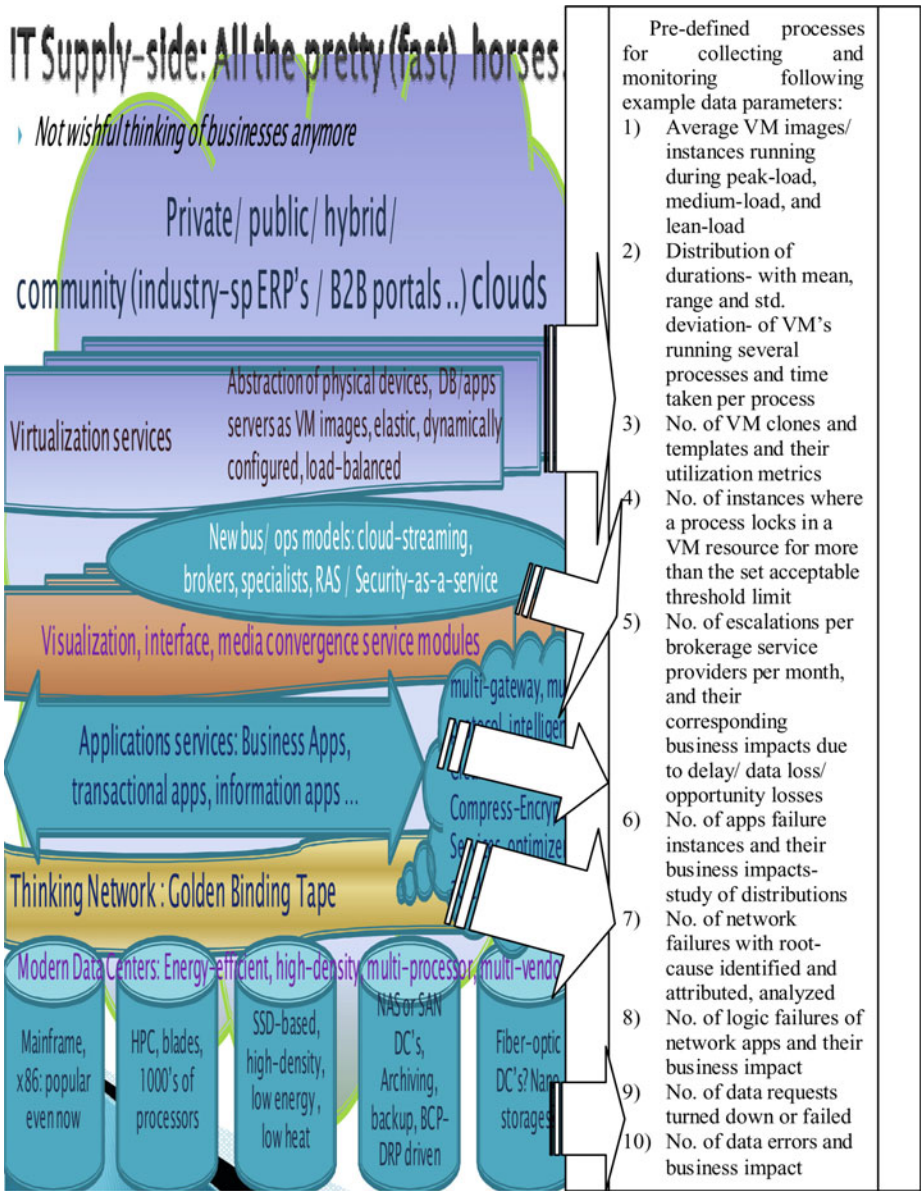 IT Supply-side: All the pretty (fast) horses.
Not wishful thinking of businesses anymore
Private/ public/ hybrid/
community (industry-sp ERP's / B2B portals ..) clouds
Virtualization services
Abstraction of physical devices, DB/apps
servers as VM images, elastic, dynamically
configured, load-balanced
New bus/ ops models: cloud-streaming,
brokers, specialists, RAS / Security-as-a-service
Visualization, interface, media convergence service modules
multi-gateway,
Compress-Encryp
optimize
Applications services: Business Apps,
transactional apps, information apps ...
Thinking Network : Golden Binding Tape
Modern Data Centers: Energy-efficient, high-density, multi-processor, multi-vendo
Mainframe,
x86: popular
even now
HPC, blades,
1000's of
processors
SSD-based,
high-density,
low energy,
low heat
NAS or SAN
DC's,
Archiving,
backup, BCP-
DRP driven
Fiber-optic
DC's? Nano
storages
Pre-defined processes
for collecting and
monitoring following
example data parameters:
1) Average VM images/
instances running
during peak-load,
medium-load, and
lean-load
2) Distribution of
durations- with mean,
range and std.
deviation- of VM's
running several
processes and time
taken per process
3) No. of VM clones and
templates and their
utilization metrics
4) No. of instances where
a process locks in a
VM resource for more
than the set acceptable
threshold limit
5) No. of escalations per
brokerage service
providers per month,
and their
corresponding
business impacts due
to delay/ data loss/
opportunity losses
6) No. of apps failure
instances and their
business impacts-
study of distributions
7) No. of network
failures with root-
cause identified and
attributed, analyzed
8) No. of logic failures of
network apps and their
business impact
9) No. of data requests
turned down or failed
10) No. of data errors and
business impact